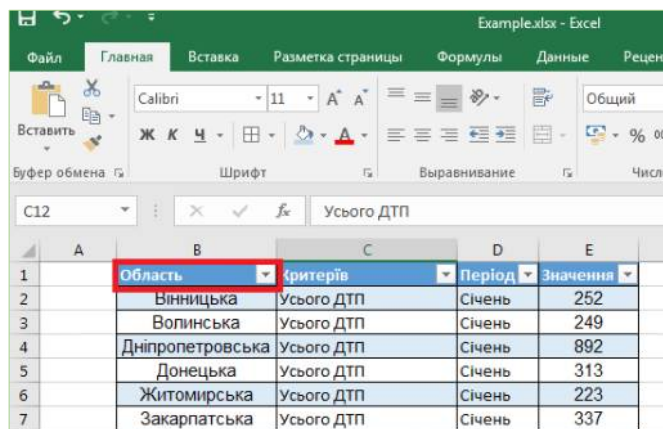 Example.xlsx - Excel
Файл Главная Вставка Разметка страницы Формулы Данные Рецен
Calibri 11 A A Общий
Вставить Ж К Ч A % 00
Буфер обмена Шрифт Выравнивание Числ
C12 fx Усього ДТП
A B C D E
1 Область Критерїв Період Значення
2 Вінницька Усього ДТП Січень 252
3 Волинська Усього ДТП Січень 249
4 Дніпропетровська Усього ДТП Січень 892
5 Донецька Усього ДТП Січень 313
6 Житомирська Усього ДТП Січень 223
7 Закарпатська Усього ДТП Січень 337